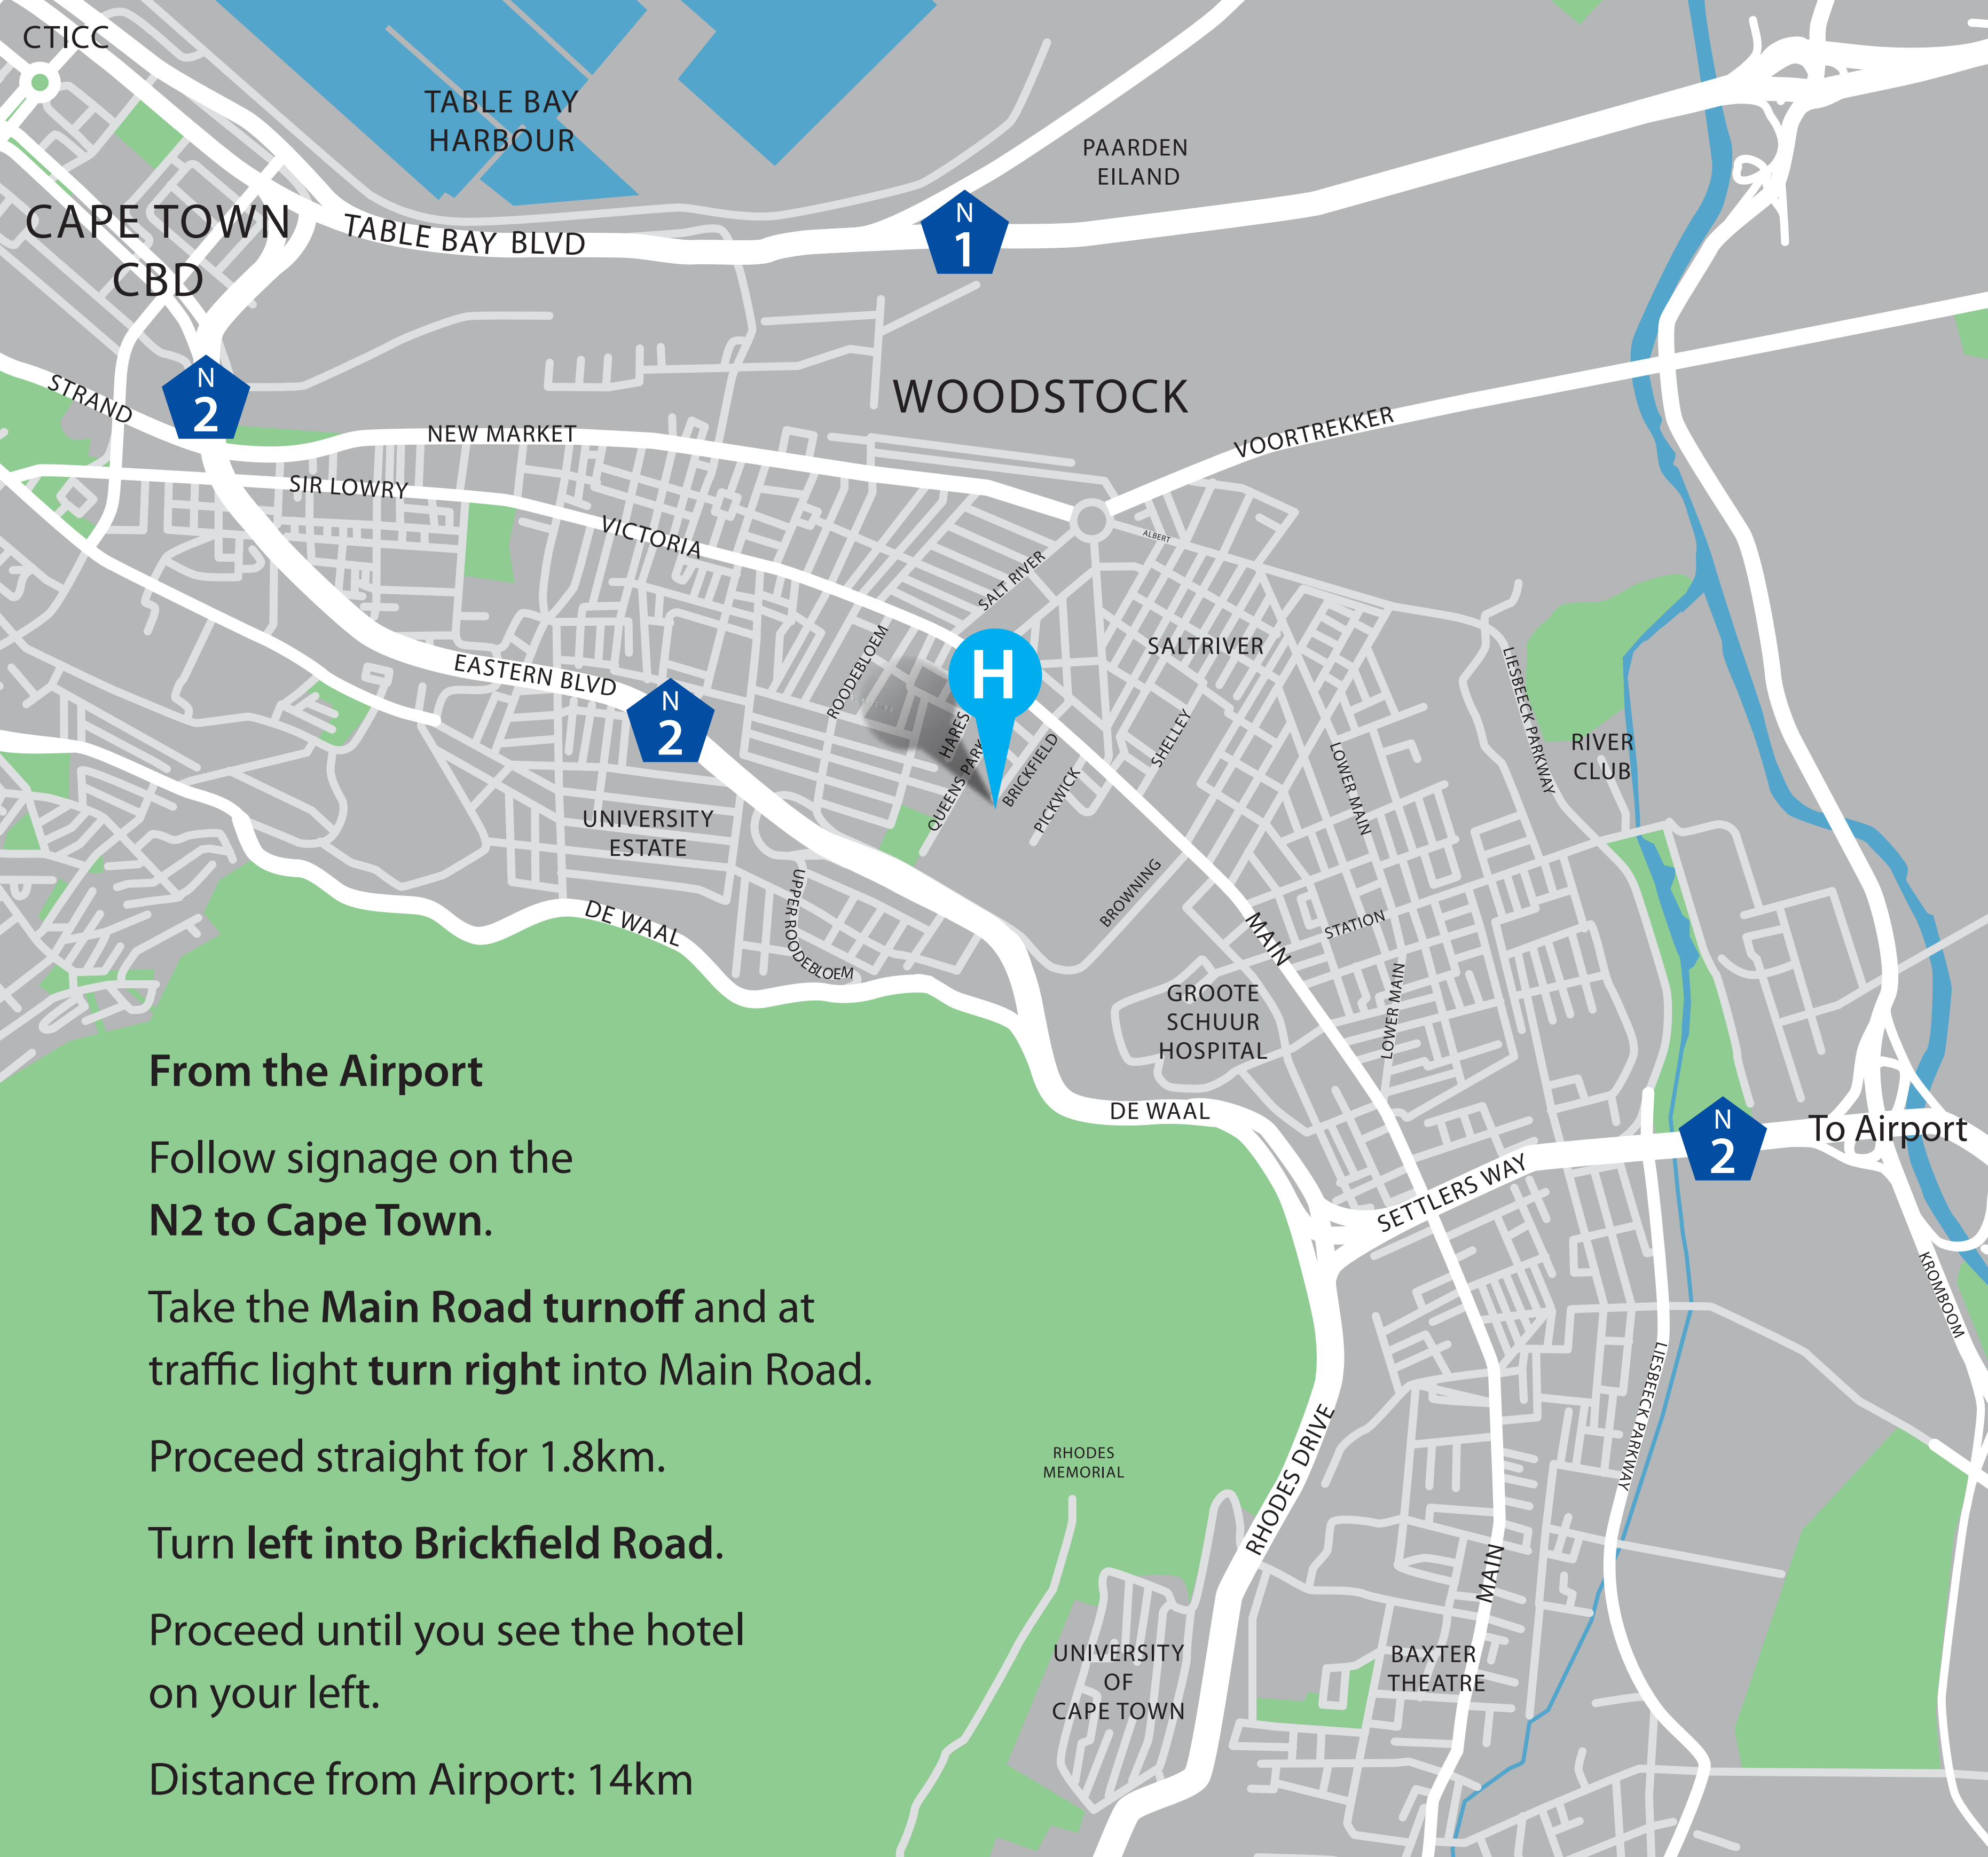 CTICC
TABLE BAY
HARBOUR
PAARDEN
EILAND
CAPE TOWN
CBD
TABLE BAY BLVD
N
1
N
2
STRAND
NEW MARKET
WOODSTOCK
VOORTREKKER
SIR LOWRY
VICTORIA
ALBERT
SALT RIVER
ROODEBLOEM
H
SALTRIVER
EASTERN BLVD
N
2
HARES
QUEENS PARK
BRICKFIELD
PICKWICK
SHELLEY
LOWER MAIN
LIESBEECK PARKWAY
RIVER
CLUB
UNIVERSITY
ESTATE
UPPER ROODEBLOEM
BROWNING
DE WAAL
MAIN
STATION
LOWER MAIN
GROOTE
SCHUUR
HOSPITAL
DE WAAL
N
2
To Airport
SETTLERS WAY
KROMBOOM
LIESBEECK PARKWAY
RHODES DRIVE
RHODES
MEMORIAL
MAIN
UNIVERSITY
OF
CAPE TOWN
BAXTER
THEATRE
From the Airport
Follow signage on the
N2 to Cape Town.
Take the Main Road turnoff and at
traffic light turn right into Main Road.
Proceed straight for 1.8km.
Turn left into Brickfield Road.
Proceed until you see the hotel
on your left.
Distance from Airport: 14km